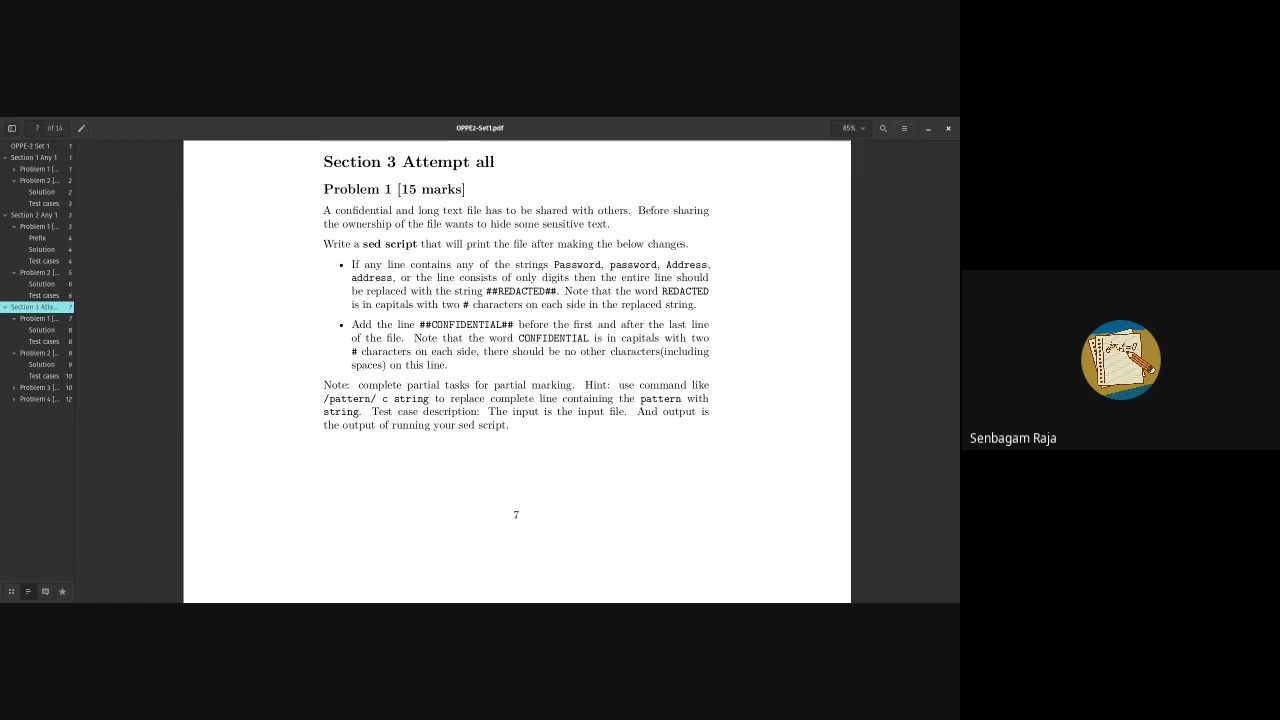 7 of 14
OPPE2-Set1.pdf
85%
OPPE-2 Set 1 1
Section 1 Any 1 1
Problem 1 [... 1
Problem 2 [... 2
Solution 2
Test cases 3
Section 2 Any 1 3
Problem 1 [... 3
Prefix 4
Solution 4
Test cases 4
Problem 2 [... 5
Solution 6
Test cases 6
Section 3 Atte... 7
Problem 1 [... 7
Solution 8
Test cases 8
Problem 2 [... 9
Solution 9
Test cases 10
Problem 3 [... 10
Problem 4 [... 12
Section 3 Attempt all
Problem 1 [15 marks]
A confidential and long text file has to be shared with others. Before sharing
the ownership of the file wants to hide some sensitive text.
Write a sed script that will print the file after making the below changes.
• If any line contains any of the strings Password, password, Address,
address, or the line consists of only digits then the entire line should
be replaced with the string ##REDACTED##. Note that the word REDACTED
is in capitals with two # characters on each side in the replaced string.
• Add the line ##CONFIDENTIAL## before the first and after the last line
of the file. Note that the word CONFIDENTIAL is in capitals with two
# characters on each side, there should be no other characters(including
spaces) on this line.
Note: complete partial tasks for partial marking. Hint: use command like
/pattern/ c string to replace complete line containing the pattern with
string. Test case description: The input is the input file. And output is
the output of running your sed script.
7
Senbagam Raja